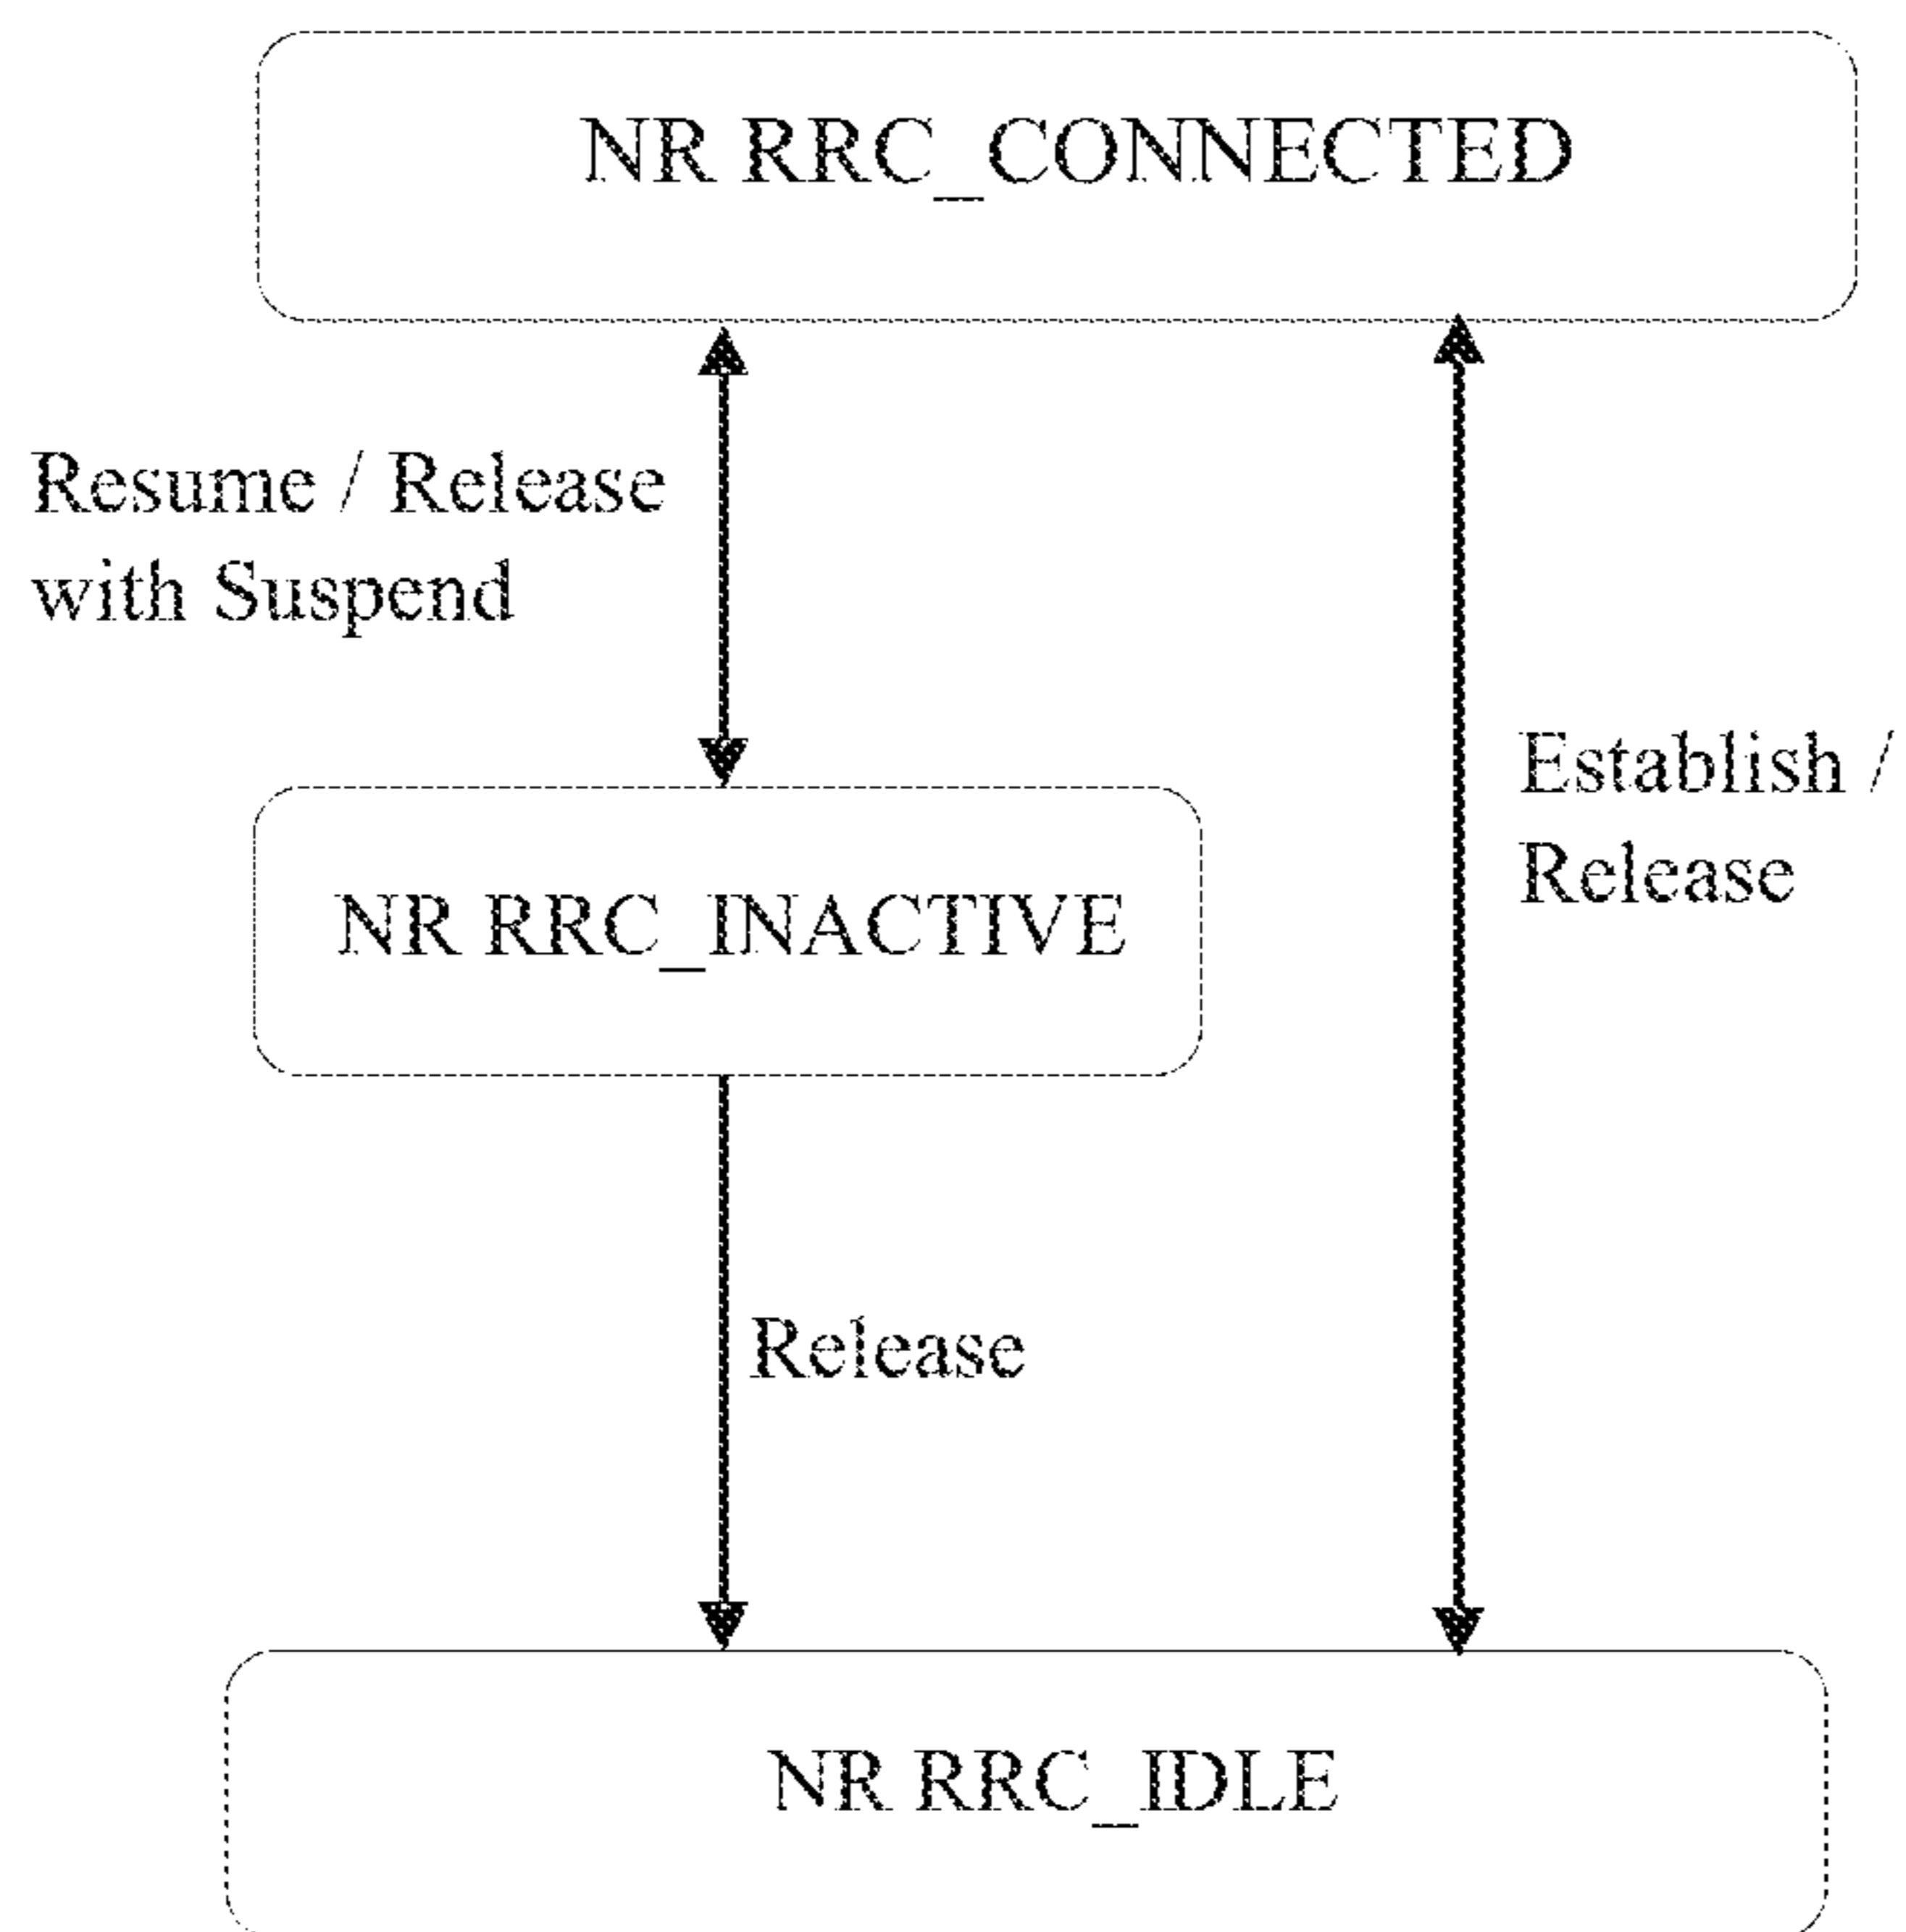 NR RRC_CONNECTED
Resume / Release
with Suspend
Establish /
Release
NR RRC_INACTIVE
Release
NR RRC_IDLE